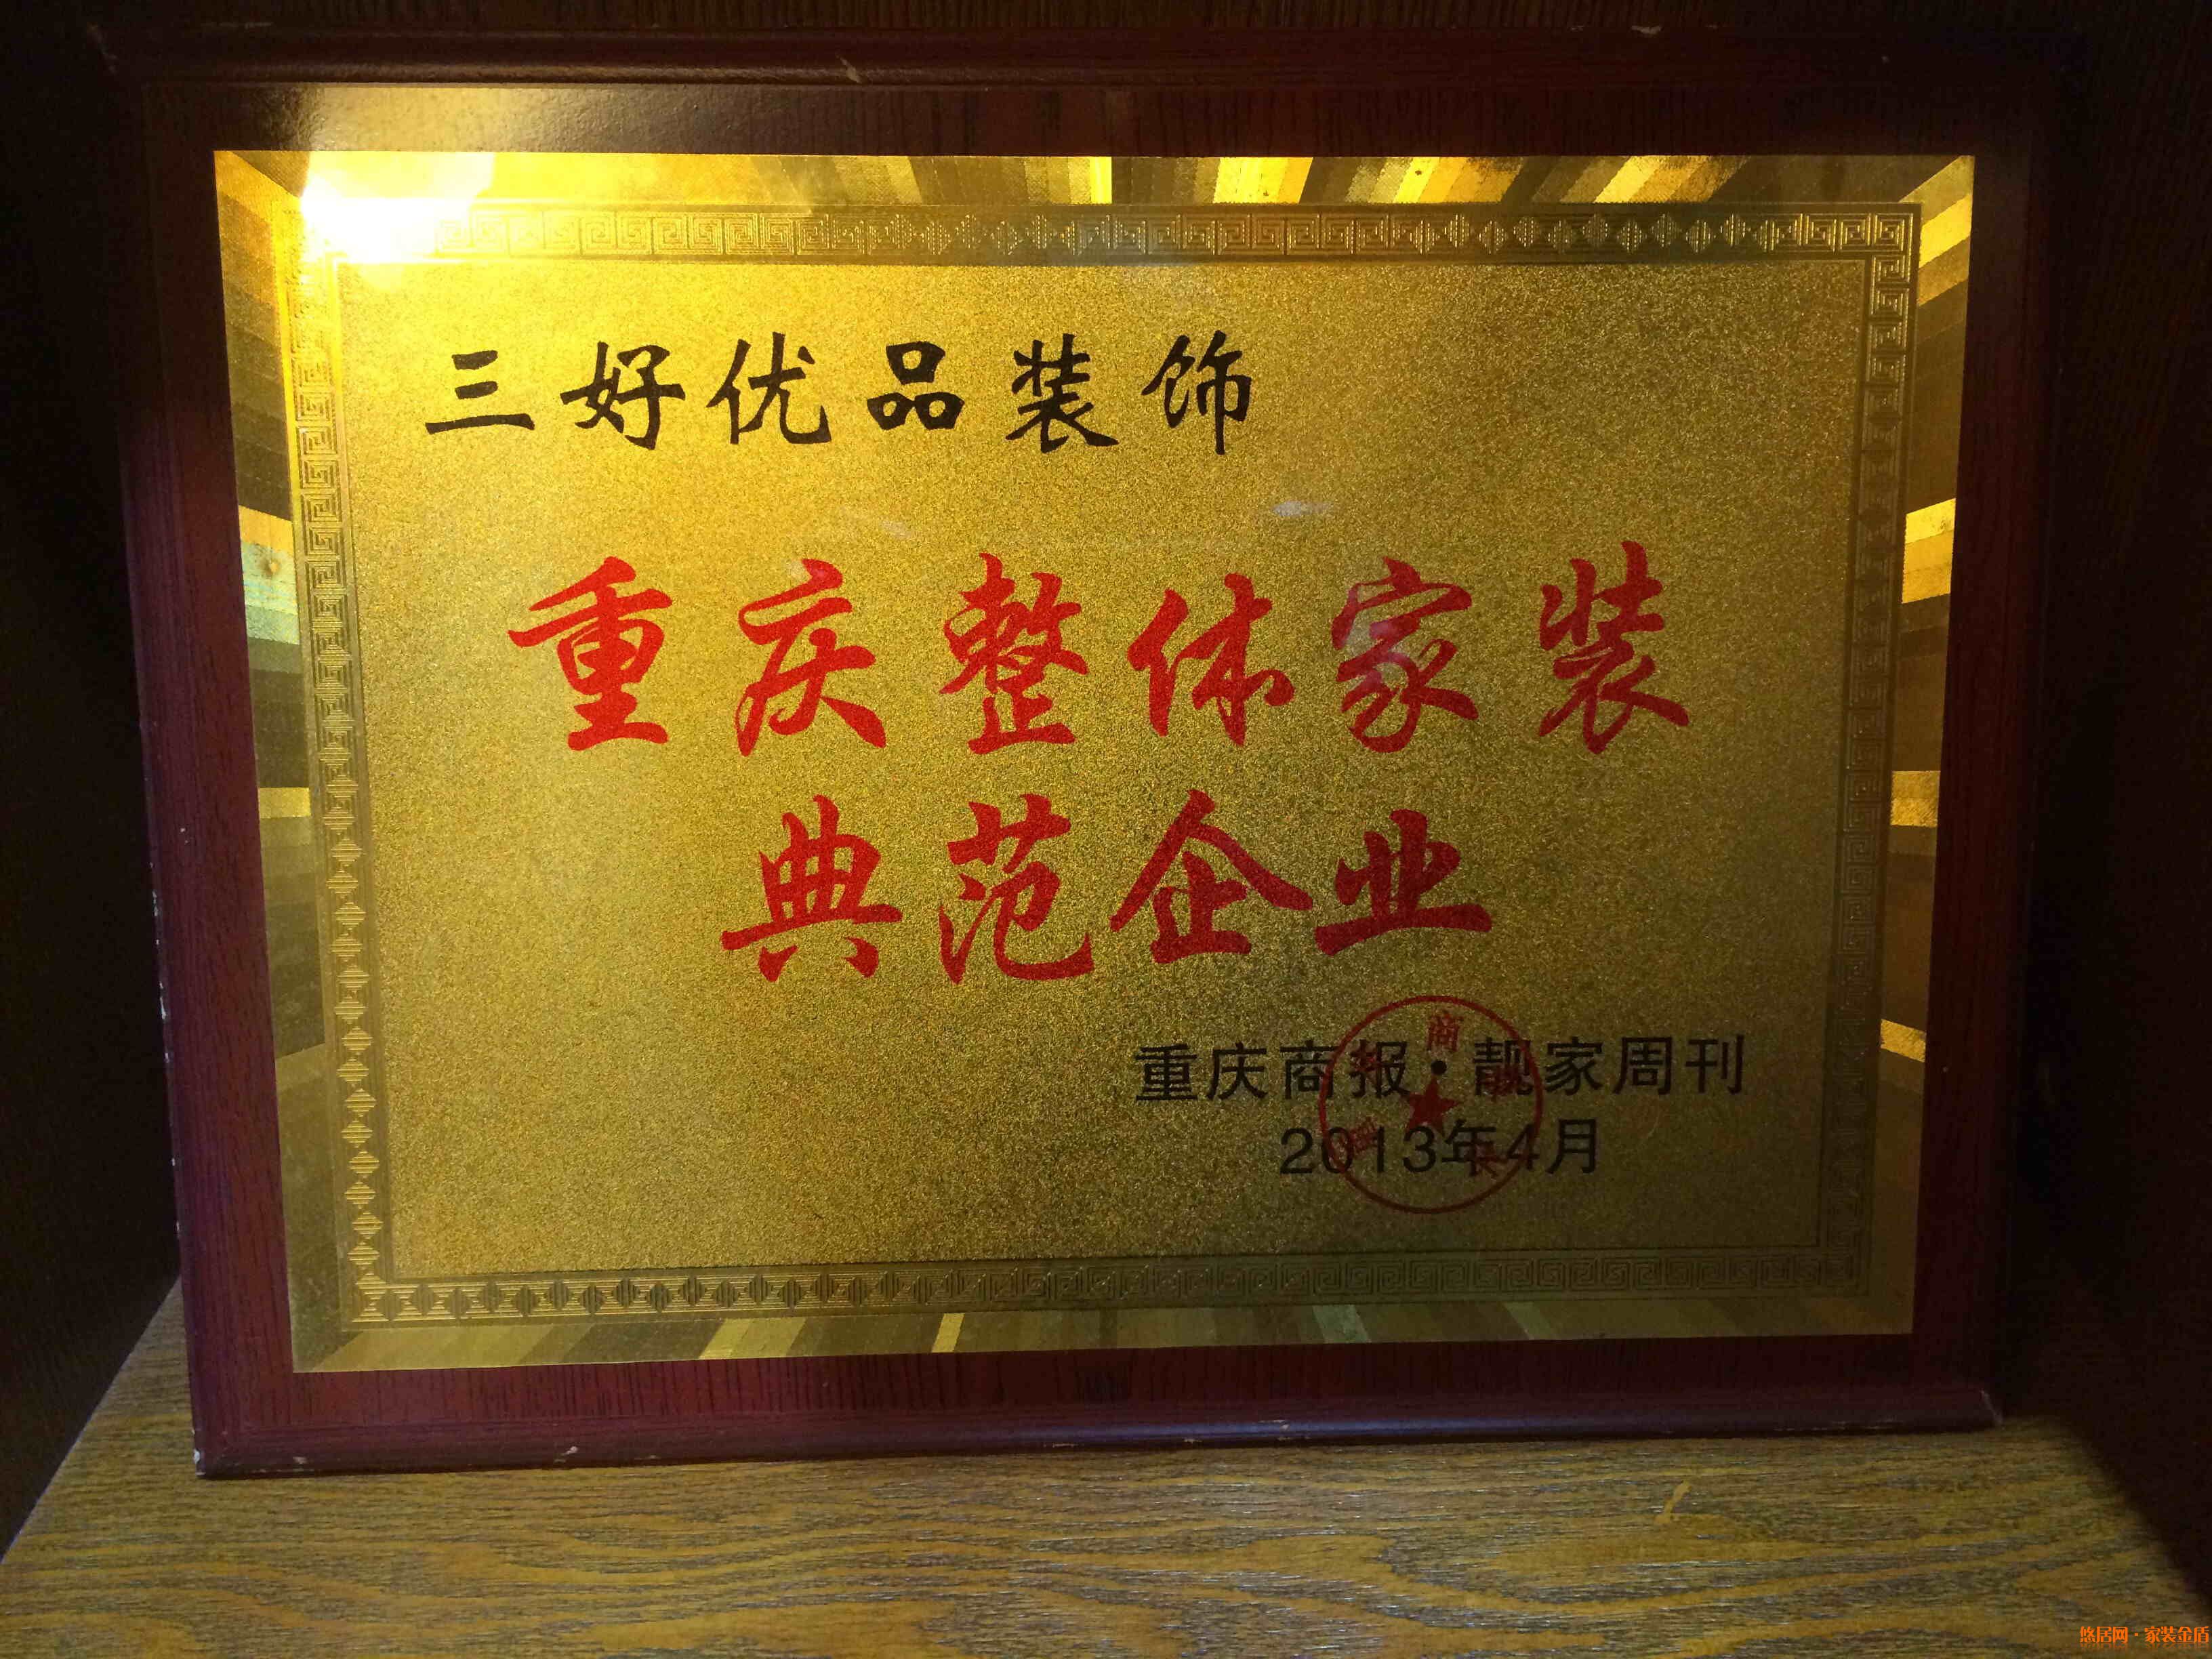 三好优品装饰
重庆整体家装
典范企业
重庆商报·靓家周刊
2013年4月
商
悠居网·家装金盾